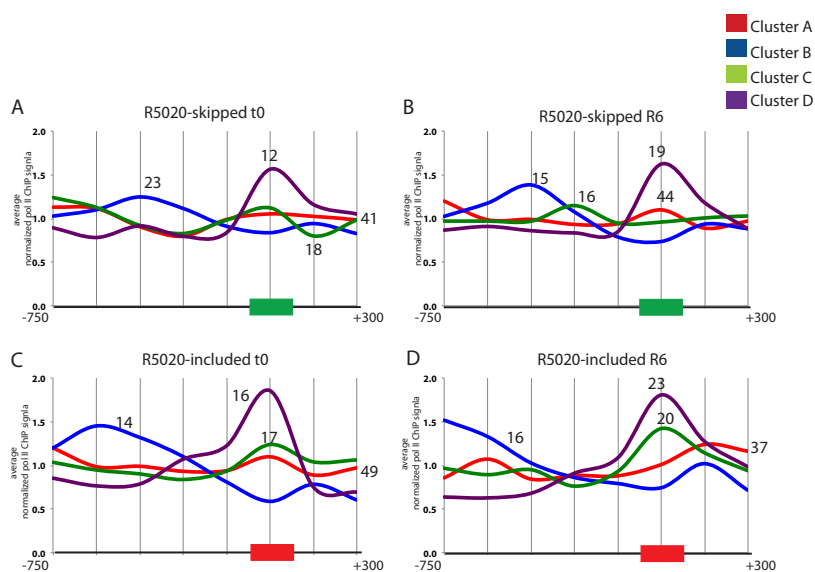 Cluster A
Cluster B
Cluster C
Cluster D
A
R5020-skipped t0
average
normalized pol II ChIP signla
2.0
1.5
1.0
0.5
0.0
23
12
18
41
-750
+300
B
R5020-skipped R6
average
normalized pol II ChIP signla
2.0
1.5
1.0
0.5
0.0
15
16
19
44
-750
+300
C
R5020-included t0
average
normalized pol II ChIP signla
2.0
1.5
1.0
0.5
0.0
14
16
17
49
-750
+300
D
R5020-included R6
average
normalized pol II ChIP signla
2.0
1.5
1.0
0.5
0.0
16
23
20
37
-750
+300